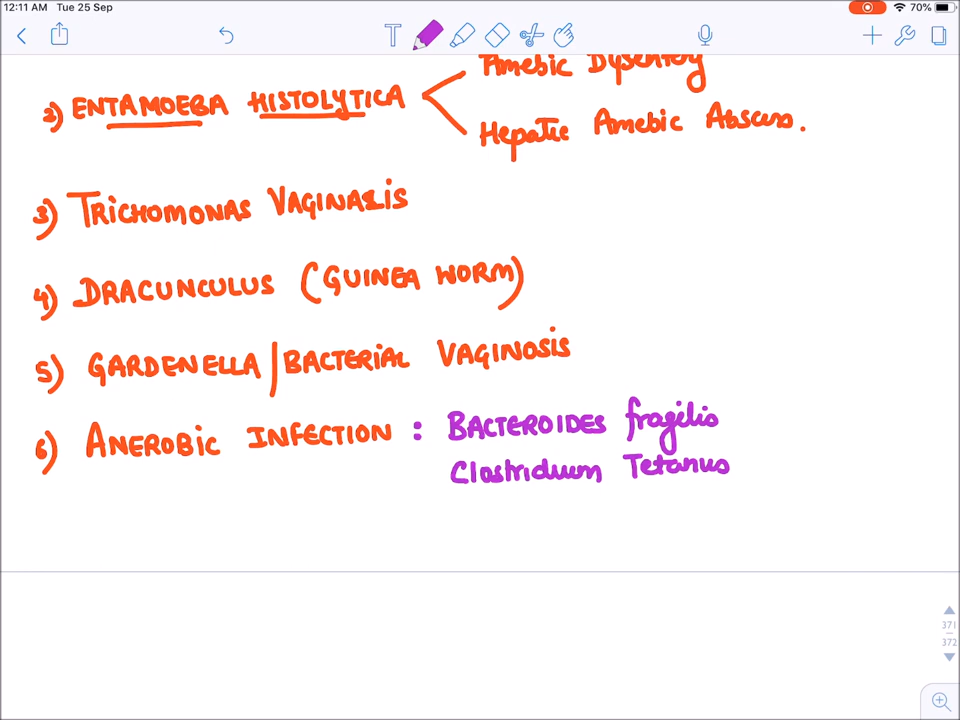 12:11 AM Tue 25 Sep 70%
T
Amebic Dysentery
2) ENTAMOEBA HISTOLYTICA
Hepatic Amebic Abscess.
3) TRICHOMONAS VAGINALIS
4) DRACUNCULUS (GUINEA WORM)
5) GARDENELLA/BACTERIAL VAGINOSIS
6) ANEROBIC INFECTION : BACTEROIDES fragilis
Clostridium Tetanus
371
372